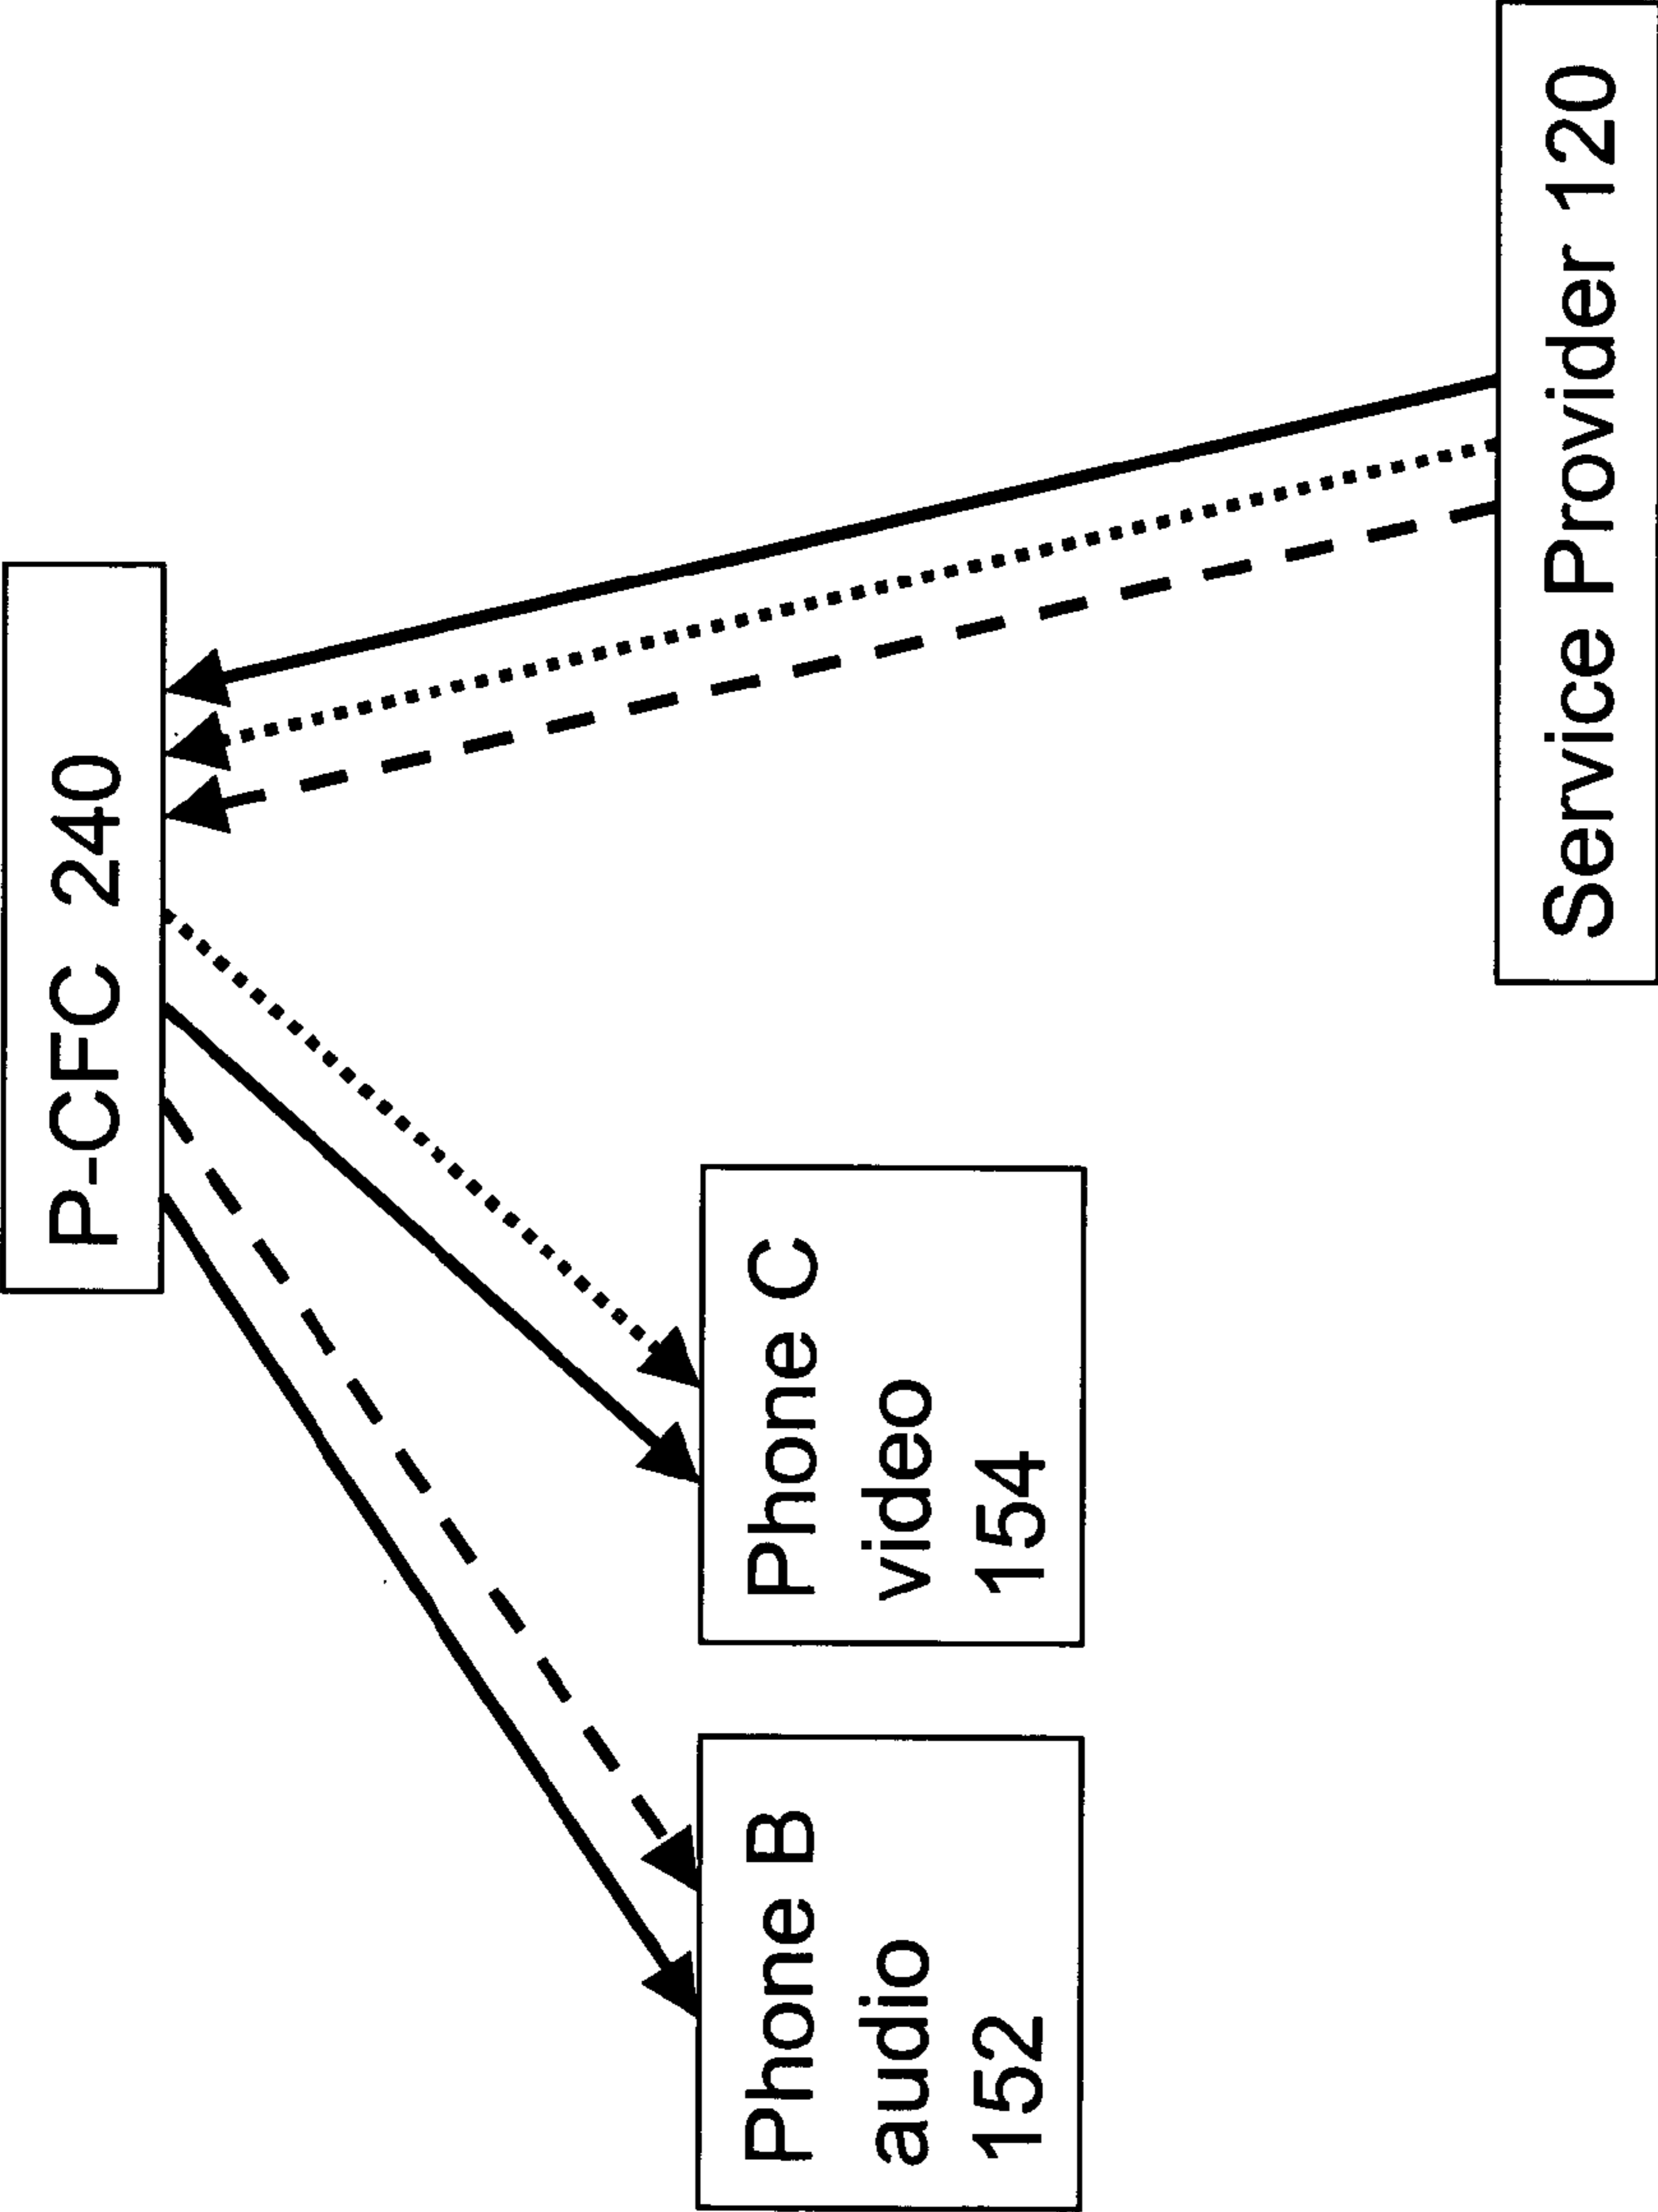 P-CFC 240
Phone B
audio
152
Phone C
video
154
Service Provider 120